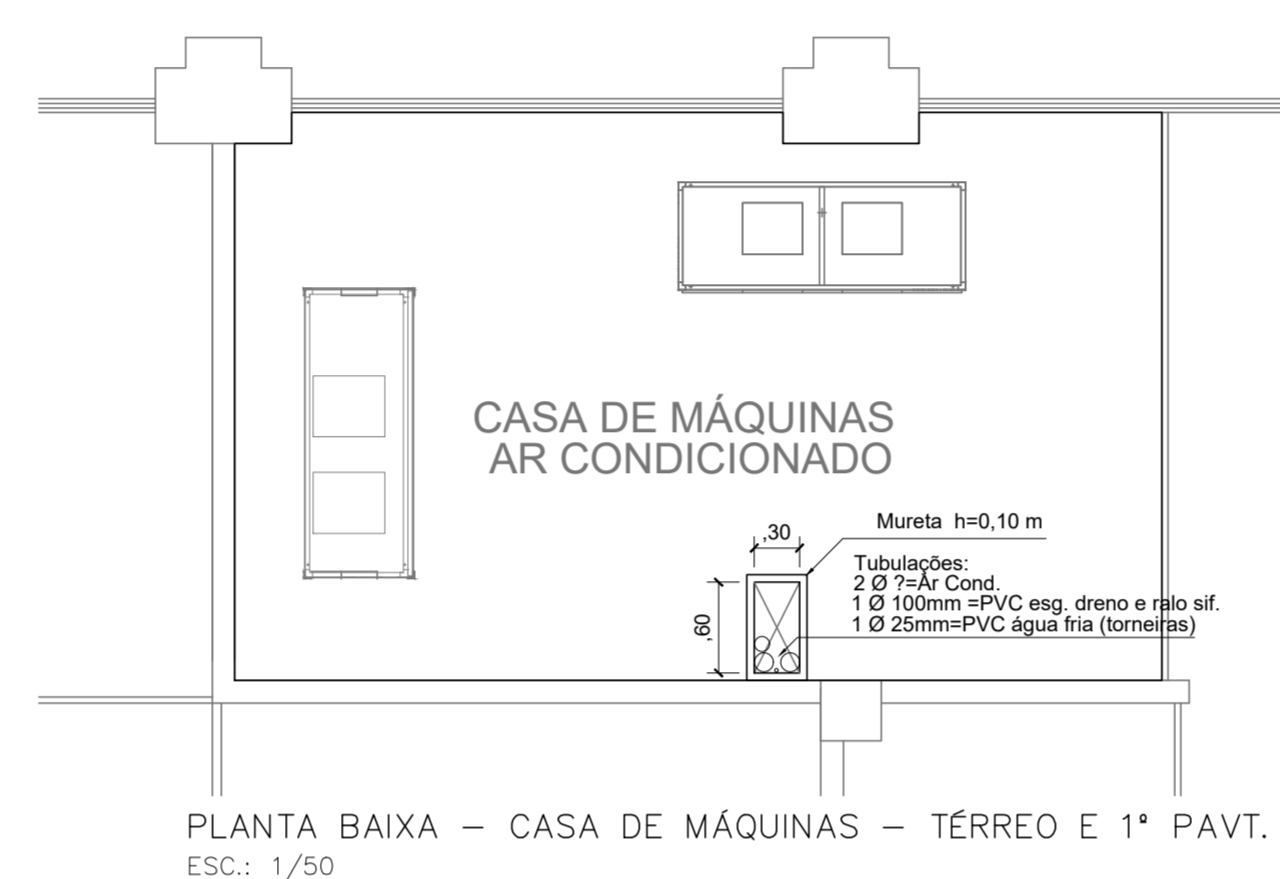 CASA DE MÁQUINAS
AR CONDICIONADO
Mureta h=0,10 m
,30
Tubulações:
2 Ø ?=Ar Cond.
1 Ø 100mm =PVC esg. dreno e ralo sif.
1 Ø 25mm=PVC água fria (torneiras)
,60
PLANTA BAIXA – CASA DE MÁQUINAS – TÉRREO E 1º PAVT.
ESC.: 1/50